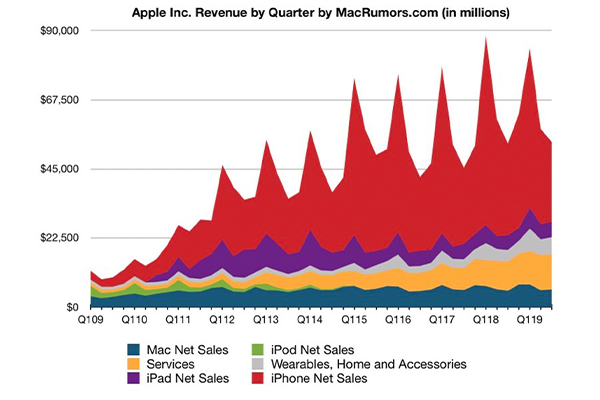 Apple Inc. Revenue by Quarter by MacRumors.com (in millions)
$90,000
$67,500
$45,000
$22,500
$0
Q109 Q110 Q111 Q112 Q113 Q114 Q115 Q116 Q117 Q118 Q119
Mac Net Sales iPod Net Sales
Services Wearables, Home and Accessories
iPad Net Sales iPhone Net Sales